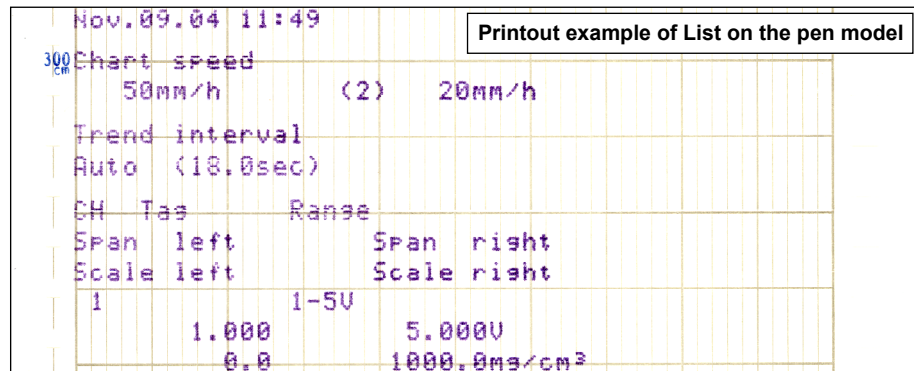 Nov.09.04 11:49
Printout example of List on the pen model
300 cm
Chart speed
50mm/h (2) 20mm/h
Trend interval
Auto (18.0sec)
CH Tag Range
Span left Span right
Scale left Scale right
1 1-5V
1.000 5.000V
0.0 1000.0mg/cm³